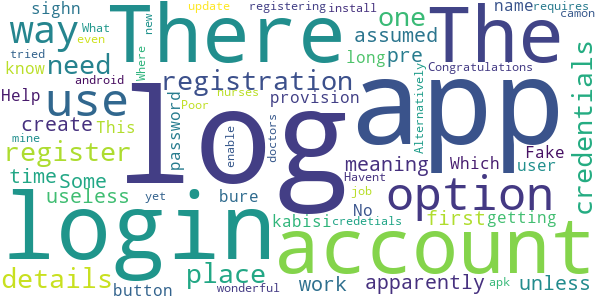 sighn new update registering install name requires
What Where There The camon
way tried even one assumed
know need long pre Congratulations
mine android registration
Help use log app credentials
create password Poor nurses provision Alternatively
This enable doctors
register Fake
time Some meaning Which user
useless yet Havent job option
login bure No first getting
kabisi credetials account
details place unless
button wonderful work apparently apk